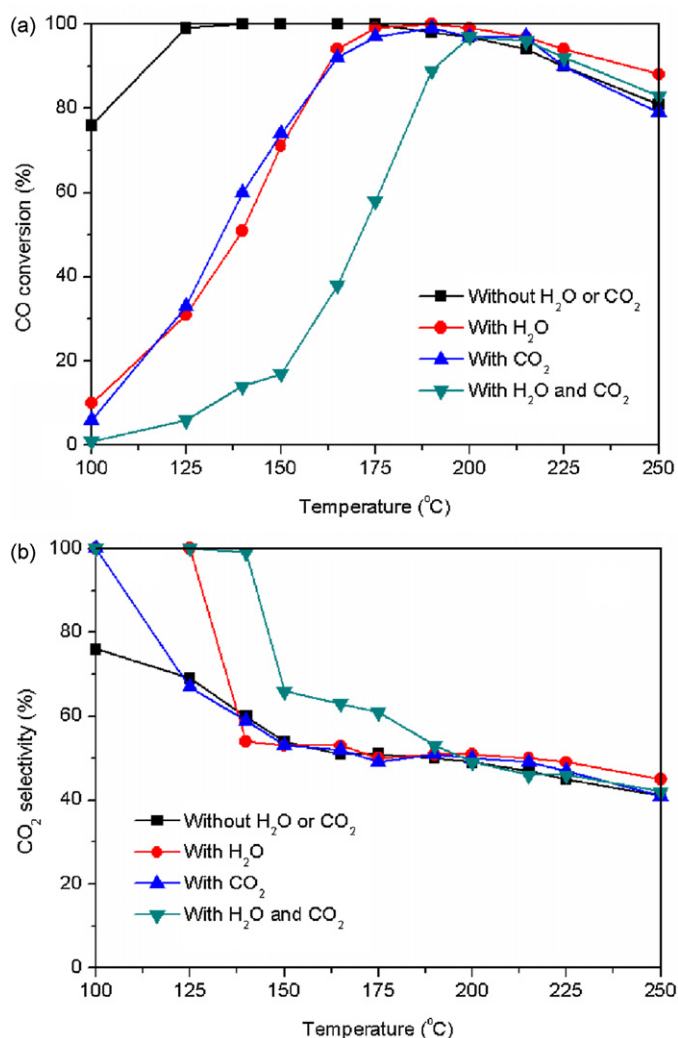 (a)
100
80
60
40
20
0
CO conversion (%)
Without H₂O or CO₂
With H₂O
With CO₂
With H₂O and CO₂
100 125 150 175 200 225 250
Temperature (°C)
(b)
100
80
60
40
20
0
CO₂ selectivity (%)
Without H₂O or CO₂
With H₂O
With CO₂
With H₂O and CO₂
100 125 150 175 200 225 250
Temperature (°C)